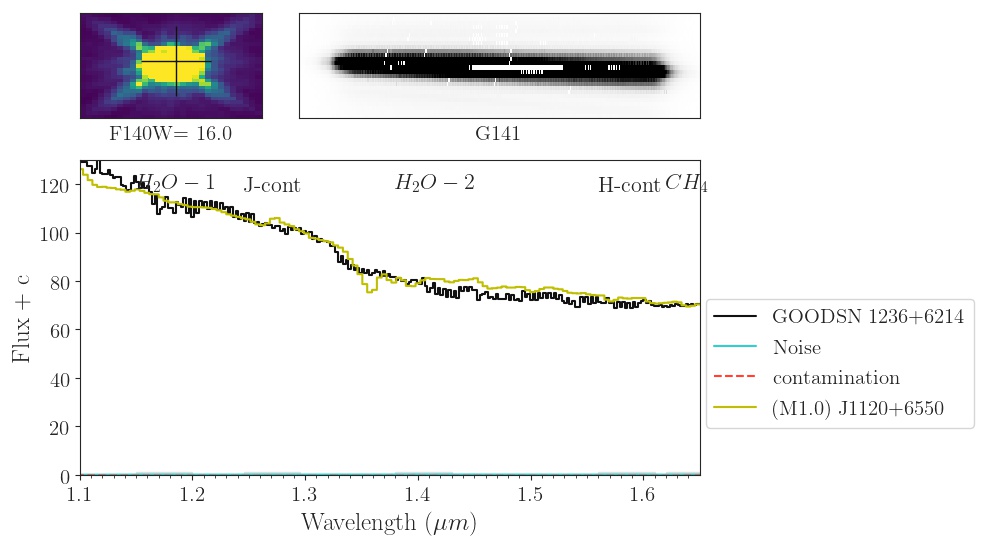 F140W= 16.0
G141
H₂O − 1
J-cont
H₂O − 2
H-cont
CH₄
120
100
80
60
40
20
0
Flux + c
1.1
1.2
1.3
1.4
1.5
1.6
Wavelength (μm)
GOODSN 1236+6214
Noise
contamination
(M1.0) J1120+6550